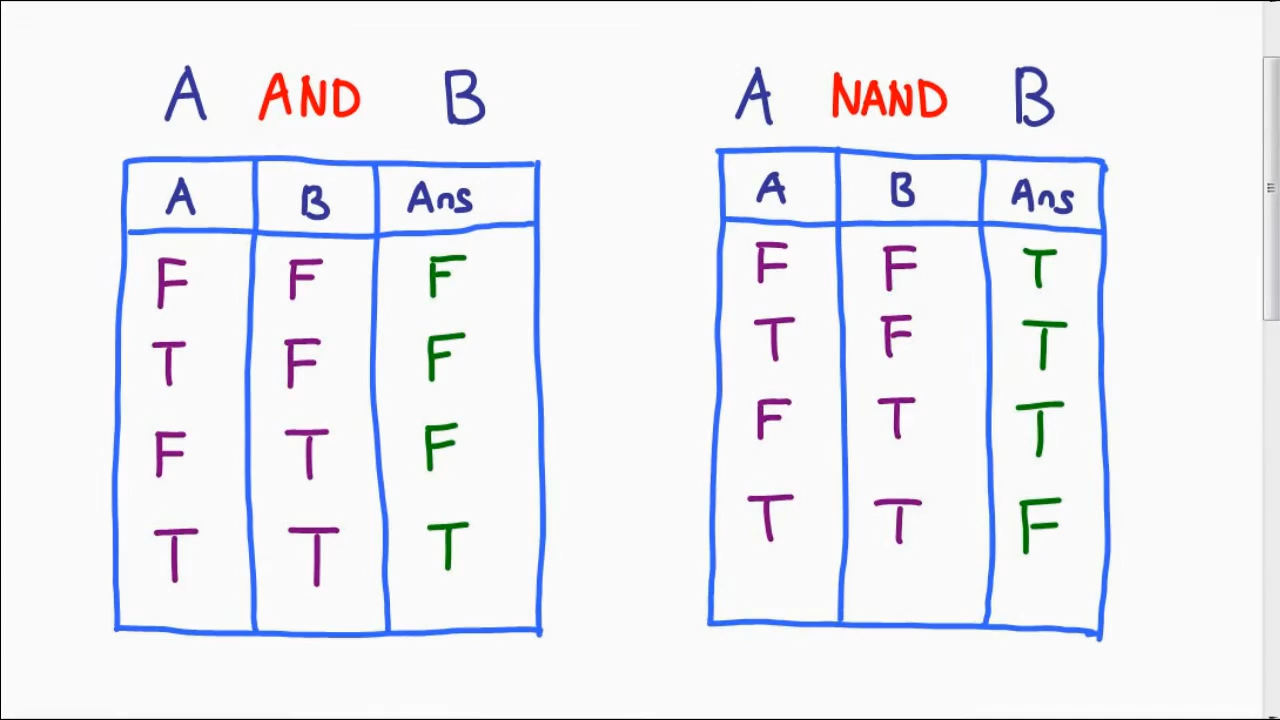 A AND B
A B Ans
F F F
T F F
F T F
T T T
A NAND B
A B Ans
F F T
T F T
F T T
T T F